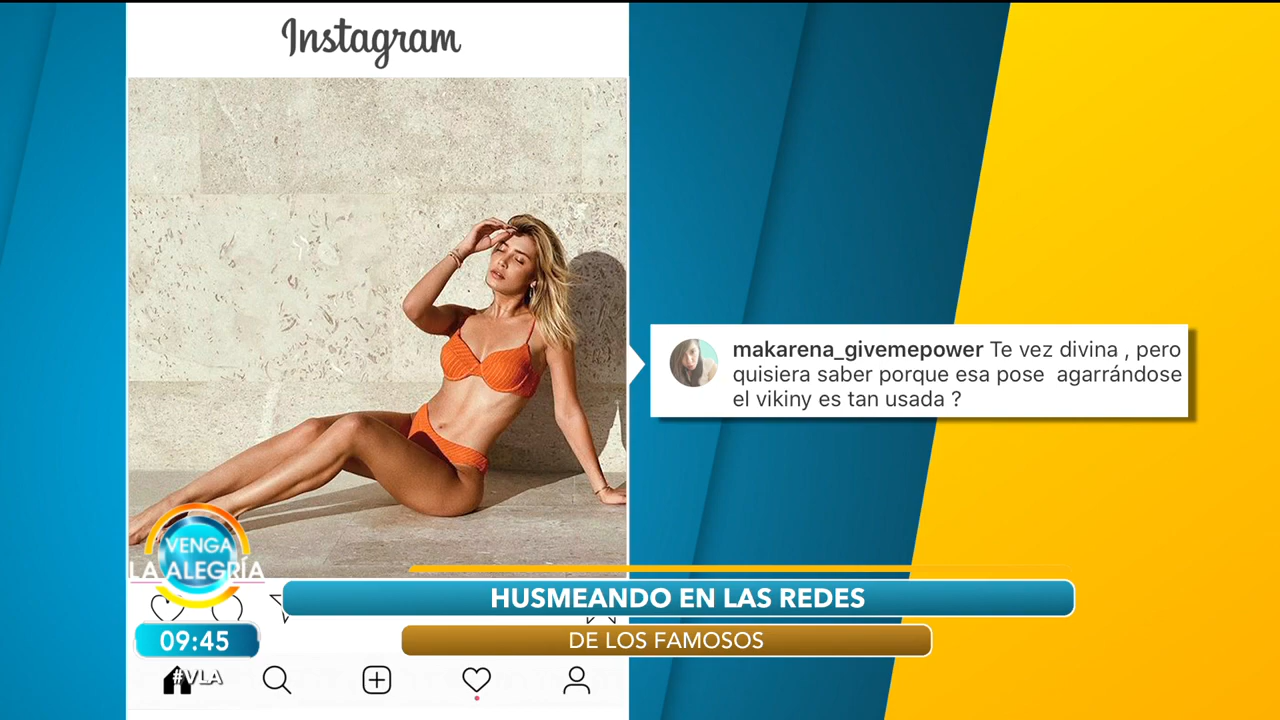 Instagram
makarena_givemepower Te vez divina , pero
quisiera saber porque esa pose agarrándose
el vikiny es tan usada ?
VENGA
LA ALEGRÍA
HUSMEANDO EN LAS REDES
09:45
DE LOS FAMOSOS
#VLA